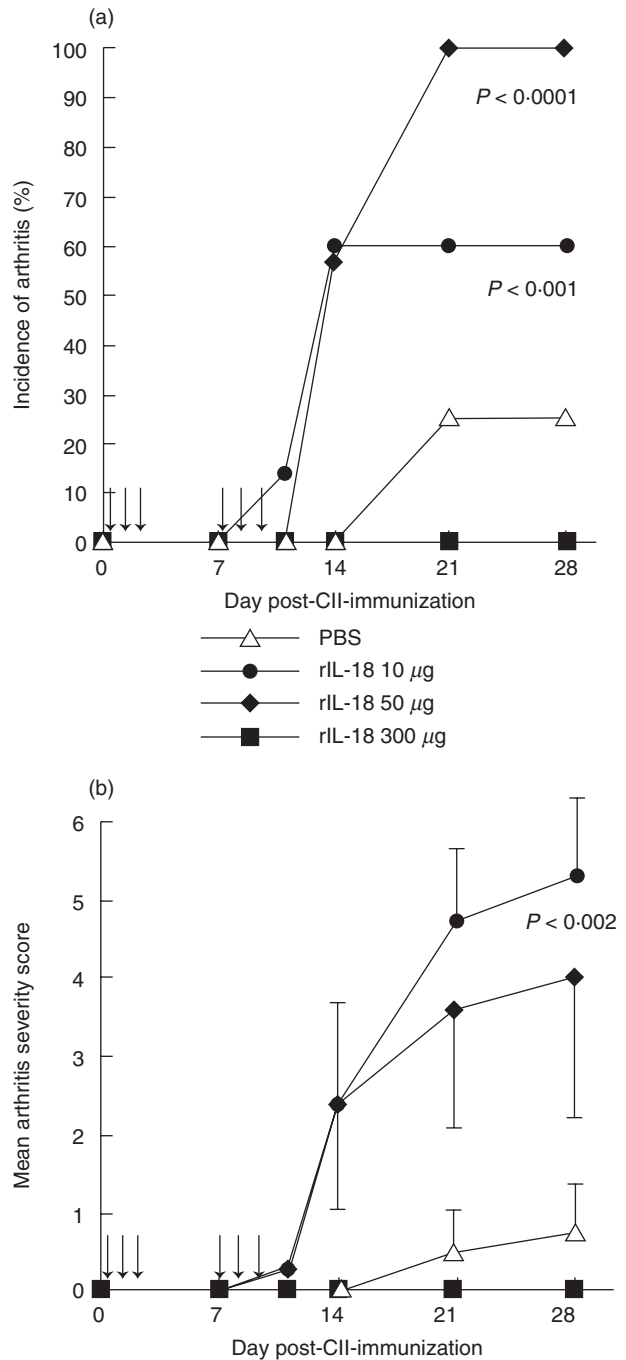 (a)
100
90
80
70
60
50
40
30
20
10
0
Incidence of arthritis (%)
P < 0·0001
P < 0·001
0 7 14 21 28
Day post-CII-immunization
PBS
rIL-18 10 μg
rIL-18 50 μg
rIL-18 300 μg
(b)
6
5
4
3
2
1
0
Mean arthritis severity score
P < 0·002
0 7 14 21 28
Day post-CII-immunization